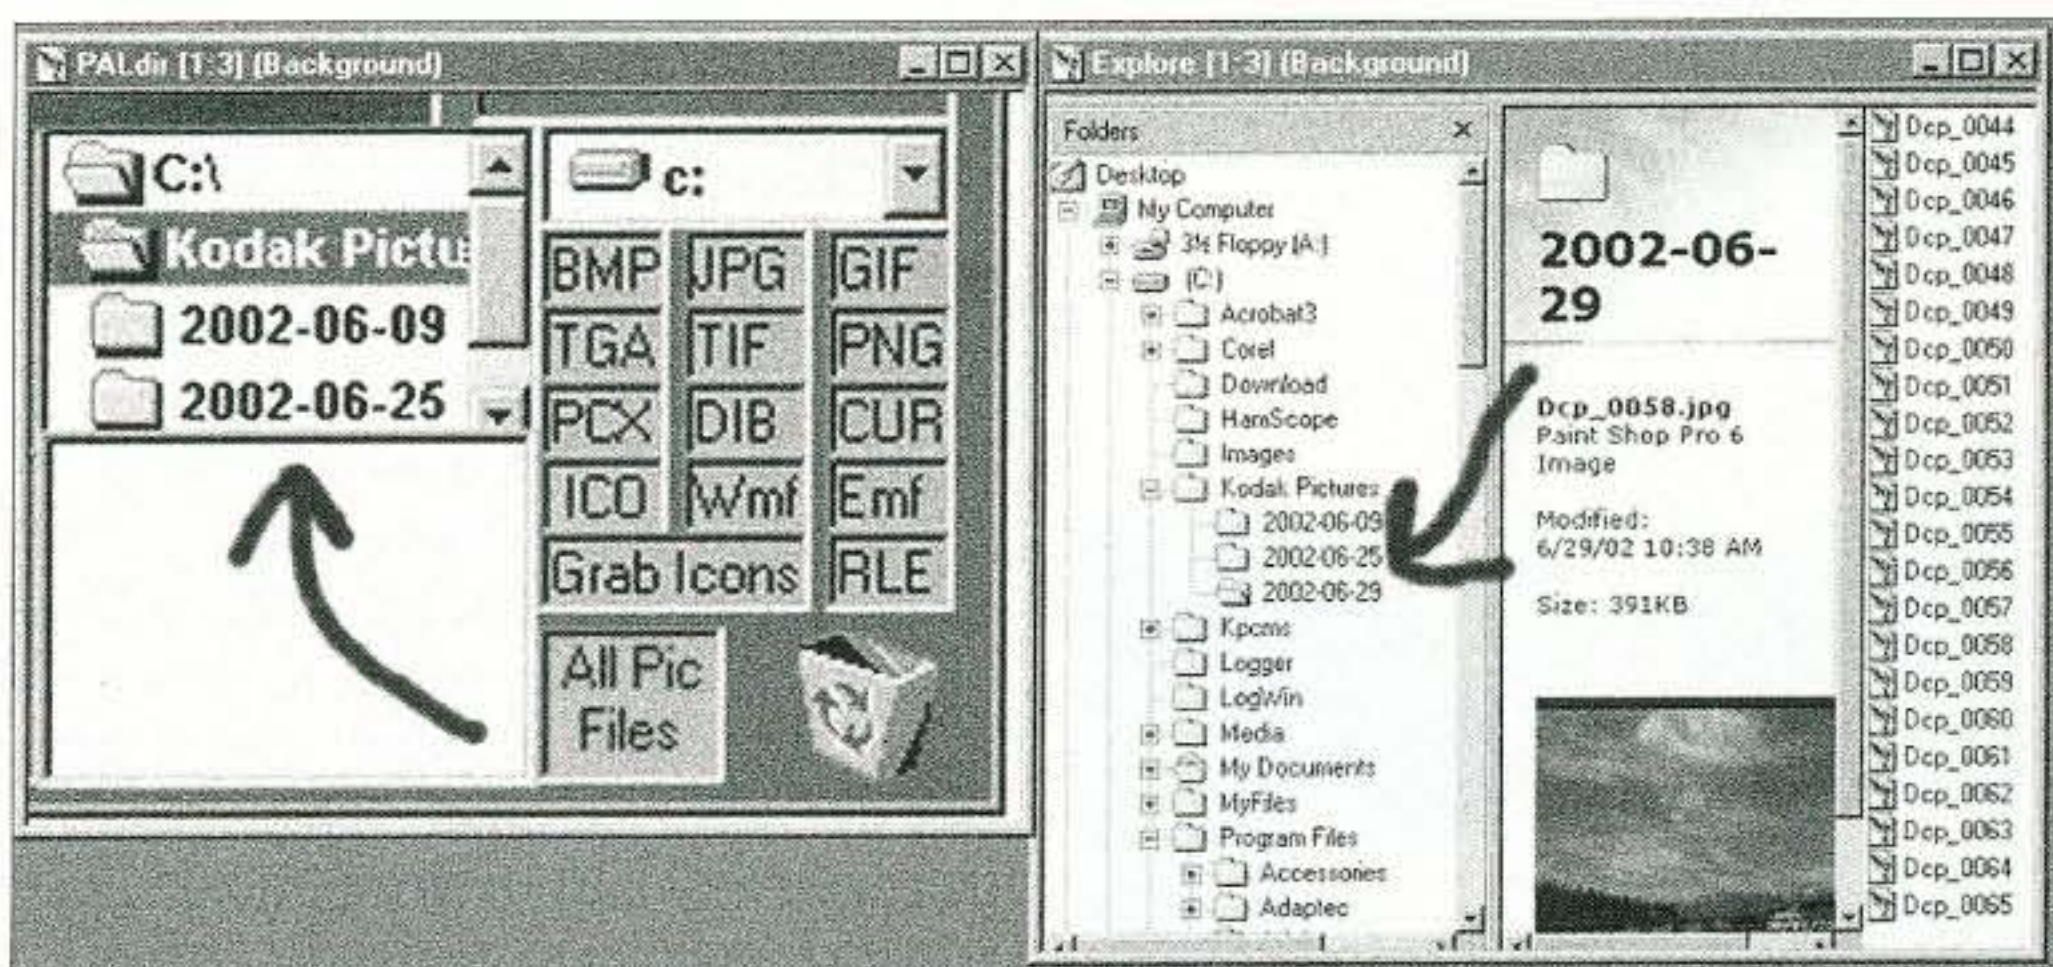 PALdir [1:3] (Background)
C:\
Kodak Pictu
2002-06-09
2002-06-25
c:
BMP JPG GIF
TGA TIF PNG
PCX DIB CUR
ICO Wmf Emf
Grab Icons RLE
All Pic
Files
Explore [1:3] (Background)
Folders
Desktop
My Computer
3½ Floppy (A:)
(C:)
Acrobat3
Corel
Download
HamScope
Images
Kodak Pictures
2002-06-09
2002-06-25
2002-06-29
Kpcms
Logger
LogWin
Media
My Documents
MyFiles
Program Files
Accessories
Adaptec
2002-06-
29
Dcp_0058.jpg
Paint Shop Pro 6
Image
Modified:
6/29/02 10:38 AM
Size: 391KB
Dcp_0044
Dcp_0045
Dcp_0046
Dcp_0047
Dcp_0048
Dcp_0049
Dcp_0050
Dcp_0051
Dcp_0052
Dcp_0053
Dcp_0054
Dcp_0055
Dcp_0056
Dcp_0057
Dcp_0058
Dcp_0059
Dcp_0060
Dcp_0061
Dcp_0062
Dcp_0063
Dcp_0064
Dcp_0065